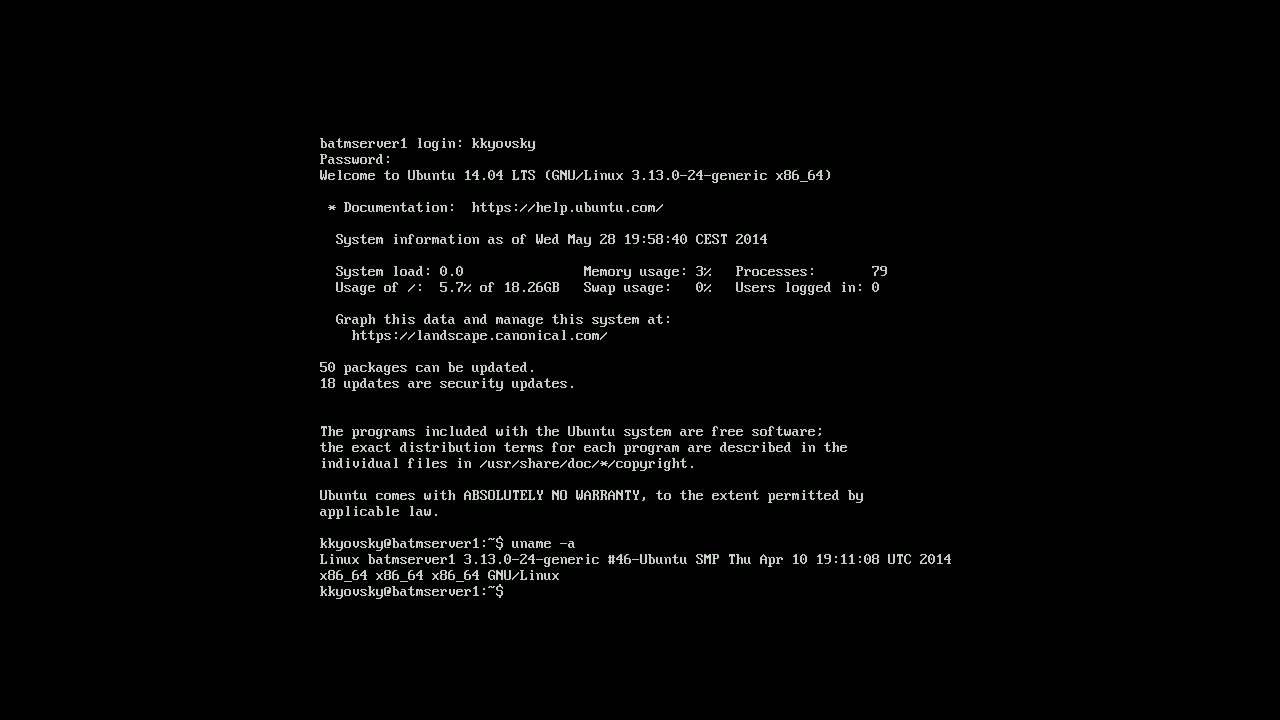 batmserver1 login: kkyovsky
Password:
Welcome to Ubuntu 14.04 LTS (GNU/Linux 3.13.0-24-generic x86_64)
* Documentation:  https://help.ubuntu.com/
System information as of Wed May 28 19:58:40 CEST 2014
System load: 0.0               Memory usage: 3%   Processes:       79
Usage of /:  5.7% of 18.26GB   Swap usage:   0%   Users logged in: 0
Graph this data and manage this system at:
https://landscape.canonical.com/
50 packages can be updated.
18 updates are security updates.
The programs included with the Ubuntu system are free software;
the exact distribution terms for each program are described in the
individual files in /usr/share/doc/*/copyright.
Ubuntu comes with ABSOLUTELY NO WARRANTY, to the extent permitted by
applicable law.
kkyovsky@batmserver1:~$ uname -a
Linux batmserver1 3.13.0-24-generic #46-Ubuntu SMP Thu Apr 10 19:11:08 UTC 2014
x86_64 x86_64 x86_64 GNU/Linux
kkyovsky@batmserver1:~$